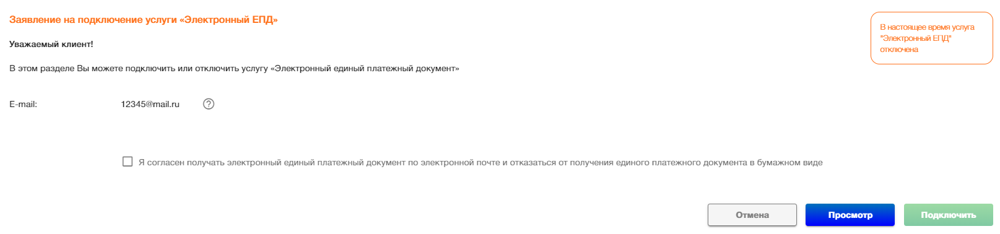 Заявление на подключение услуги «Электронный ЕПД»
В настоящее время услуга
"Электронный ЕПД"
отключена
Уважаемый клиент!
В этом разделе Вы можете подключить или отключить услугу «Электронный единый платежный документ»
E-mail: 12345@mail.ru ?
Я согласен получать электронный единый платежный документ по электронной почте и отказаться от получения единого платежного документа в бумажном виде
Отмена Просмотр Подключить